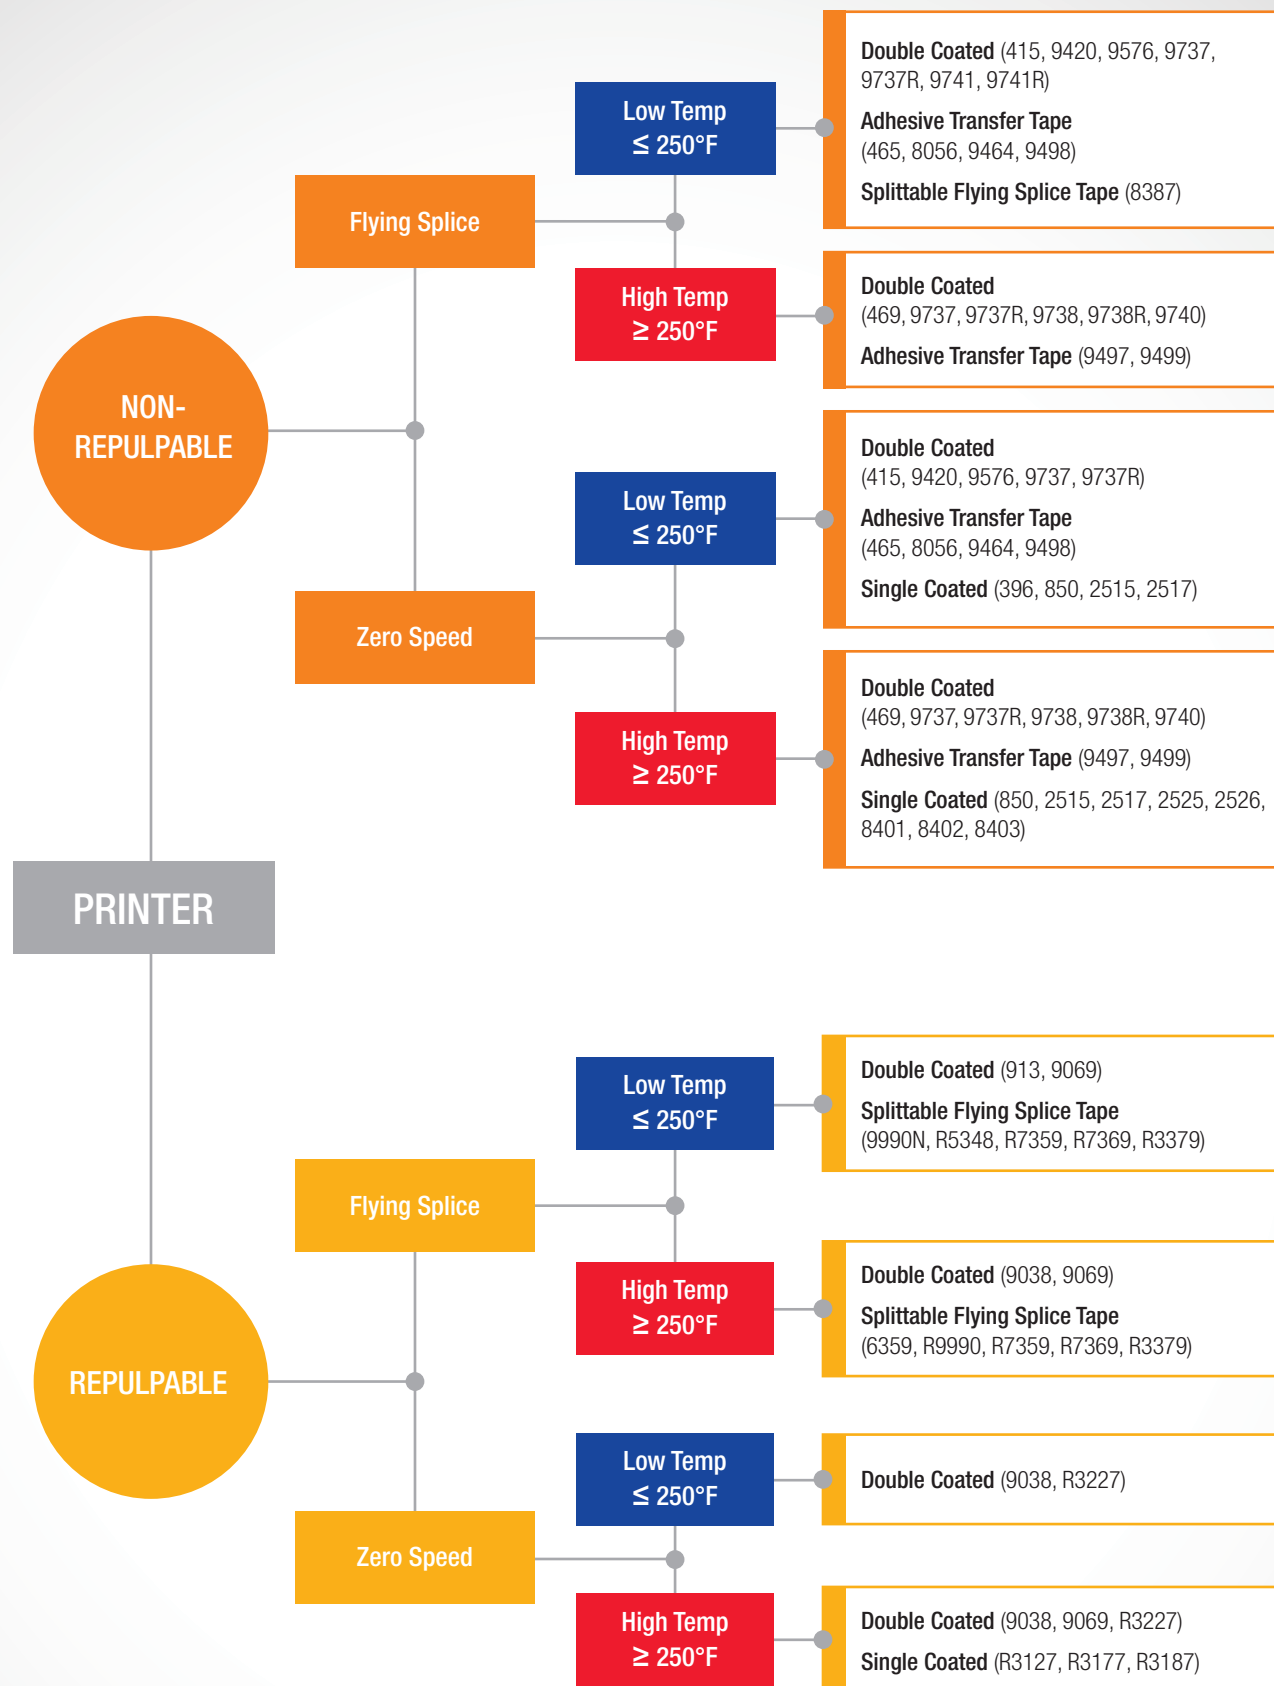 Double Coated (415, 9420, 9576, 9737,
9737R, 9741, 9741R)
Adhesive Transfer Tape
(465, 8056, 9464, 9498)
Splittable Flying Splice Tape (8387)
Low Temp
≤ 250°F
Flying Splice
High Temp
≥ 250°F
Double Coated
(469, 9737, 9737R, 9738, 9738R, 9740)
Adhesive Transfer Tape (9497, 9499)
NON-
REPULPABLE
Double Coated
(415, 9420, 9576, 9737, 9737R)
Adhesive Transfer Tape
(465, 8056, 9464, 9498)
Single Coated (396, 850, 2515, 2517)
Low Temp
≤ 250°F
Zero Speed
High Temp
≥ 250°F
Double Coated
(469, 9737, 9737R, 9738, 9738R, 9740)
Adhesive Transfer Tape (9497, 9499)
Single Coated (850, 2515, 2517, 2525, 2526,
8401, 8402, 8403)
PRINTER
Low Temp
≤ 250°F
Double Coated (913, 9069)
Splittable Flying Splice Tape
(9990N, R5348, R7359, R7369, R3379)
Flying Splice
High Temp
≥ 250°F
Double Coated (9038, 9069)
Splittable Flying Splice Tape
(6359, R9990, R7359, R7369, R3379)
REPULPABLE
Low Temp
≤ 250°F
Double Coated (9038, R3227)
Zero Speed
High Temp
≥ 250°F
Double Coated (9038, 9069, R3227)
Single Coated (R3127, R3177, R3187)